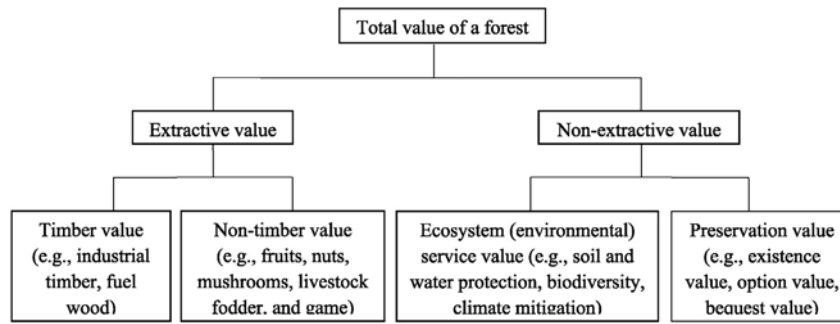 Total value of a forest
Extractive value
Non-extractive value
Timber value
(e.g., industrial
timber, fuel
wood)
Non-timber value
(e.g., fruits, nuts,
mushrooms, livestock
fodder, and game)
Ecosystem (environmental)
service value (e.g., soil and
water protection, biodiversity,
climate mitigation)
Preservation value
(e.g., existence
value, option value,
bequest value)